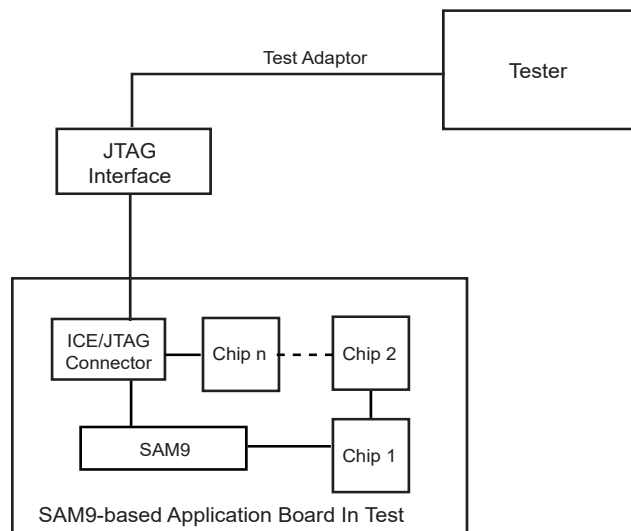 Test Adaptor
Tester
JTAG
Interface
ICE/JTAG
Connector
Chip n
Chip 2
SAM9
Chip 1
SAM9-based Application Board In Test